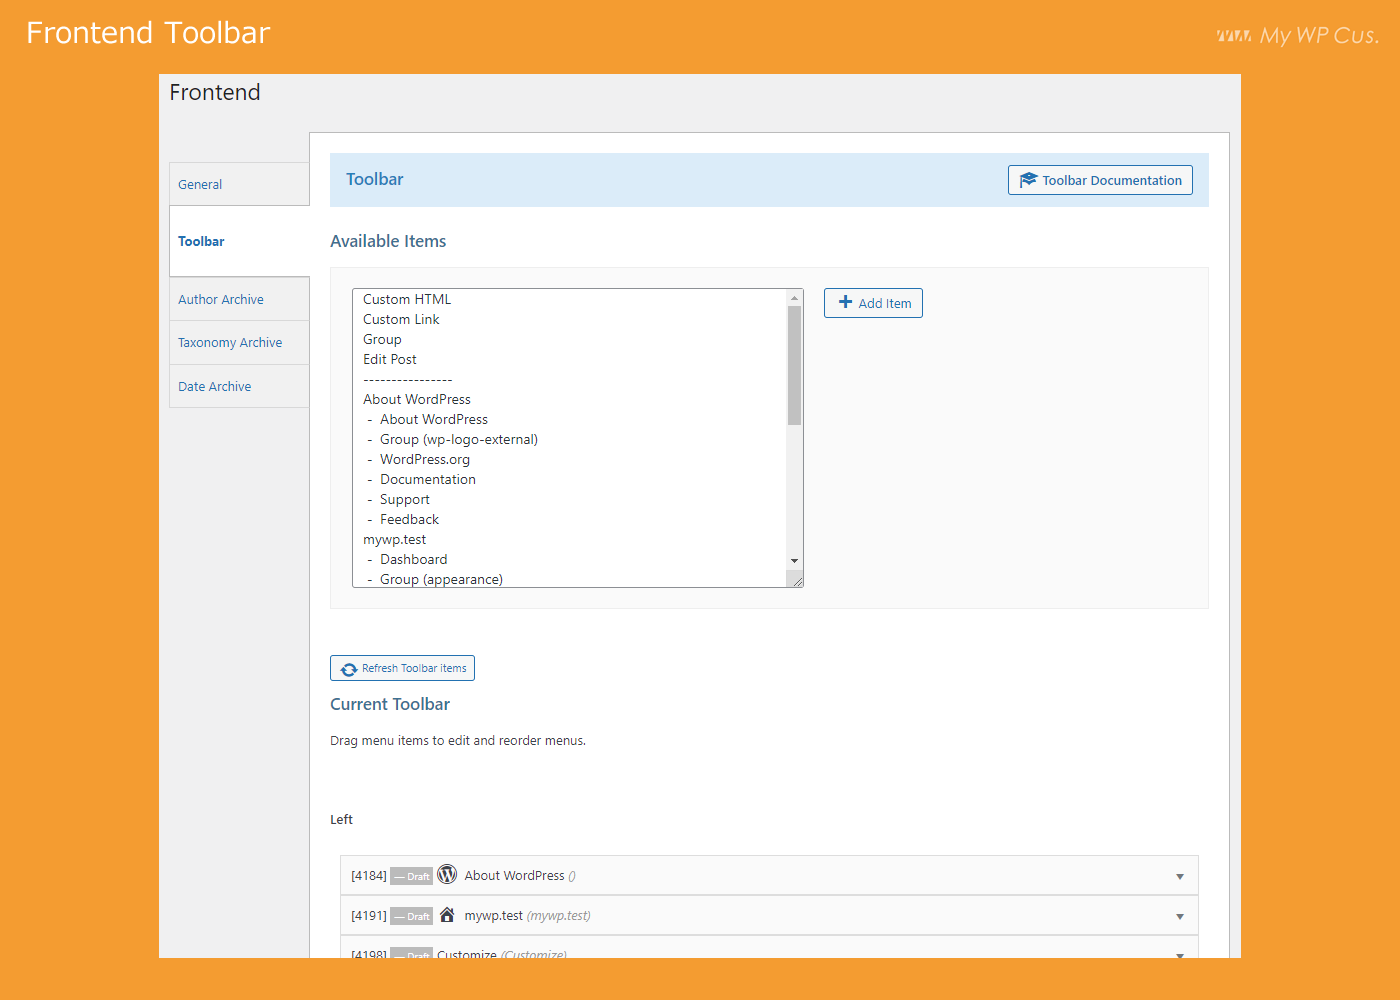 Frontend Toolbar
My WP Cus.
Frontend
General
Toolbar
Author Archive
Taxonomy Archive
Date Archive
Toolbar
Toolbar Documentation
Available Items
Custom HTML
Custom Link
Group
Edit Post
----------------
About WordPress
- About WordPress
- Group (wp-logo-external)
- WordPress.org
- Documentation
- Support
- Feedback
mywp.test
- Dashboard
- Group (appearance)
Add Item
Refresh Toolbar items
Current Toolbar
Drag menu items to edit and reorder menus.
Left
[4184] — Draft About WordPress ()
[4191] — Draft mywp.test (mywp.test)
[4198] — Draft Customize (Customize)